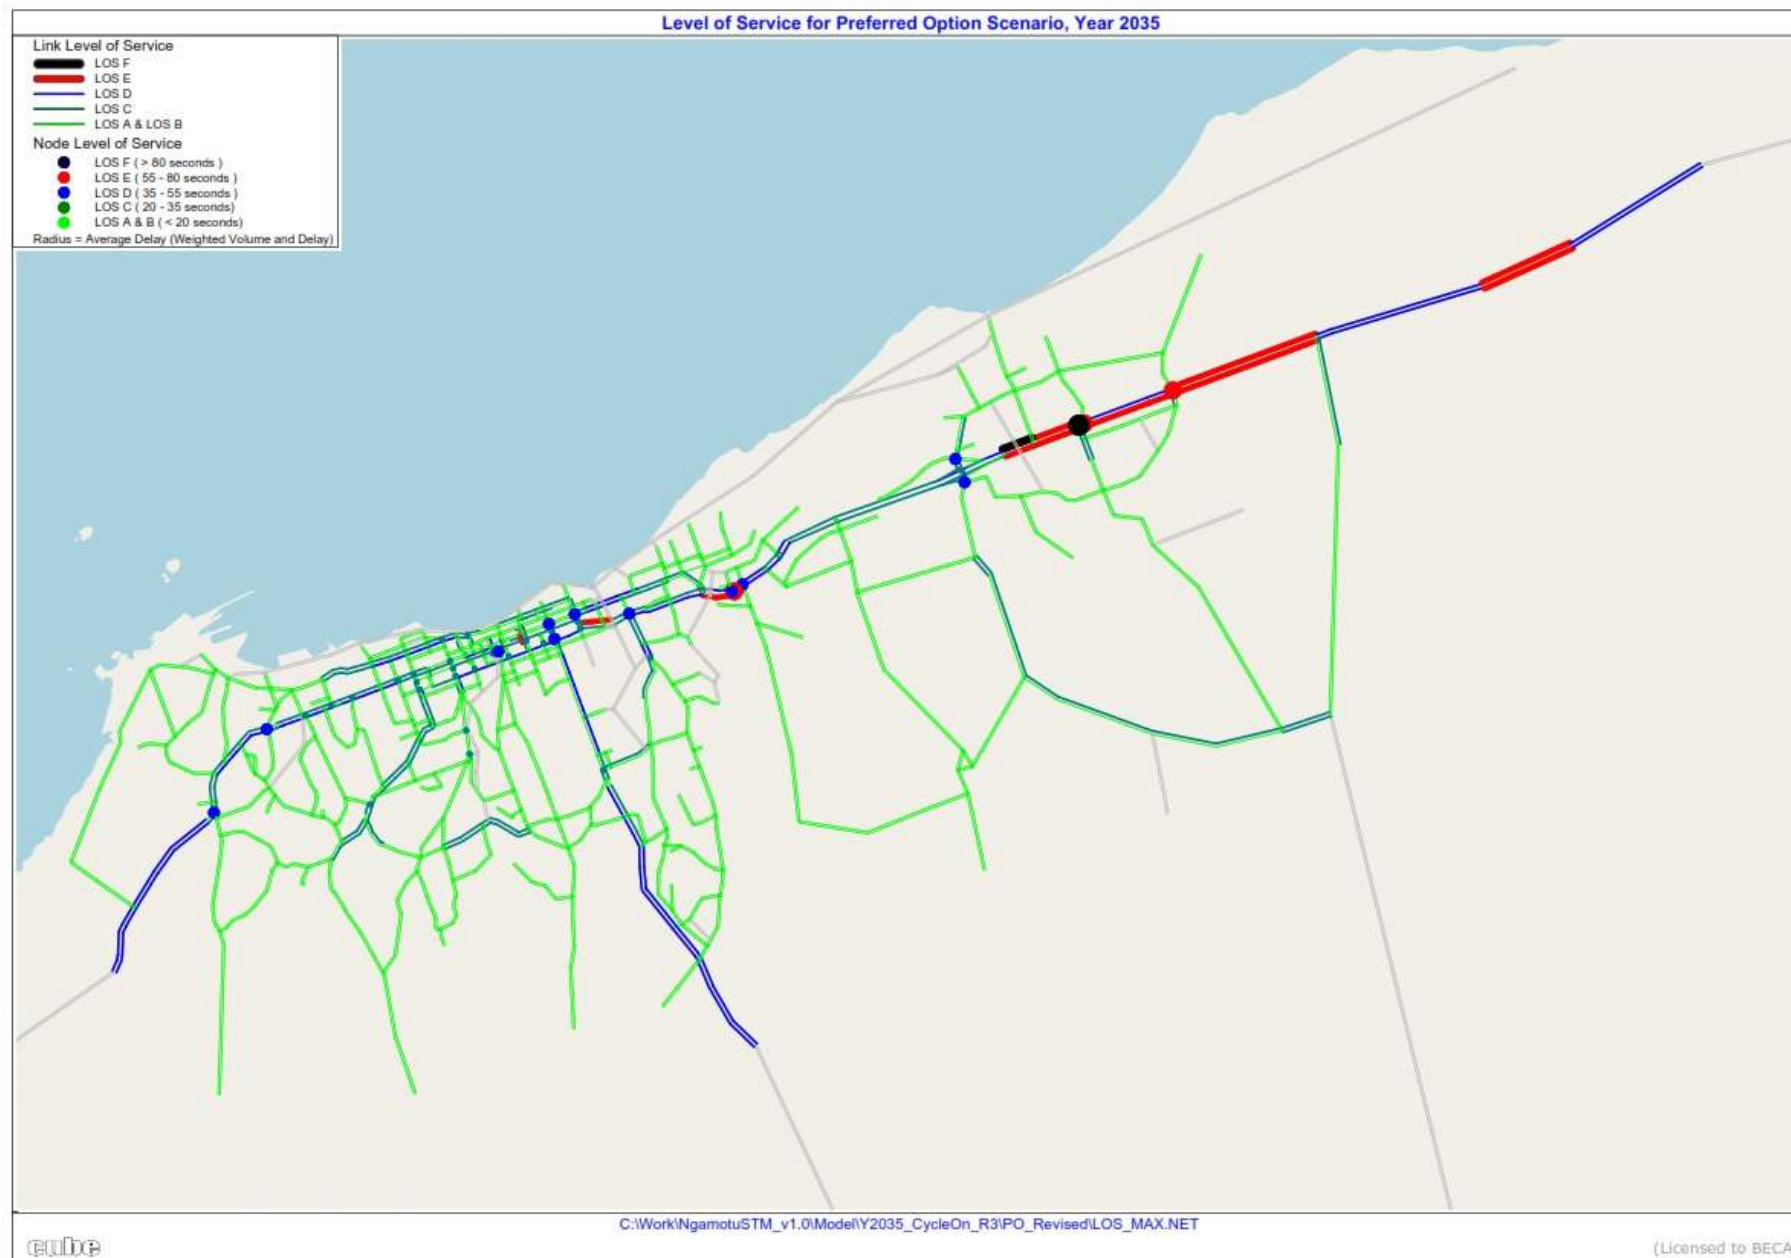 Level of Service for Preferred Option Scenario, Year 2035
Link Level of Service
LOS F
LOS E
LOS D
LOS C
LOS A & LOS B
Node Level of Service
LOS F ( > 80 seconds )
LOS E ( 55 - 80 seconds )
LOS D ( 35 - 55 seconds )
LOS C ( 20 - 35 seconds)
LOS A & B ( < 20 seconds)
Radius = Average Delay (Weighted Volume and Delay)
C:\Work\NgamotuSTM_v1.0\Model\Y2035_CycleOn_R3\PO_Revised\LOS_MAX.NET
cube
(Licensed to BECA